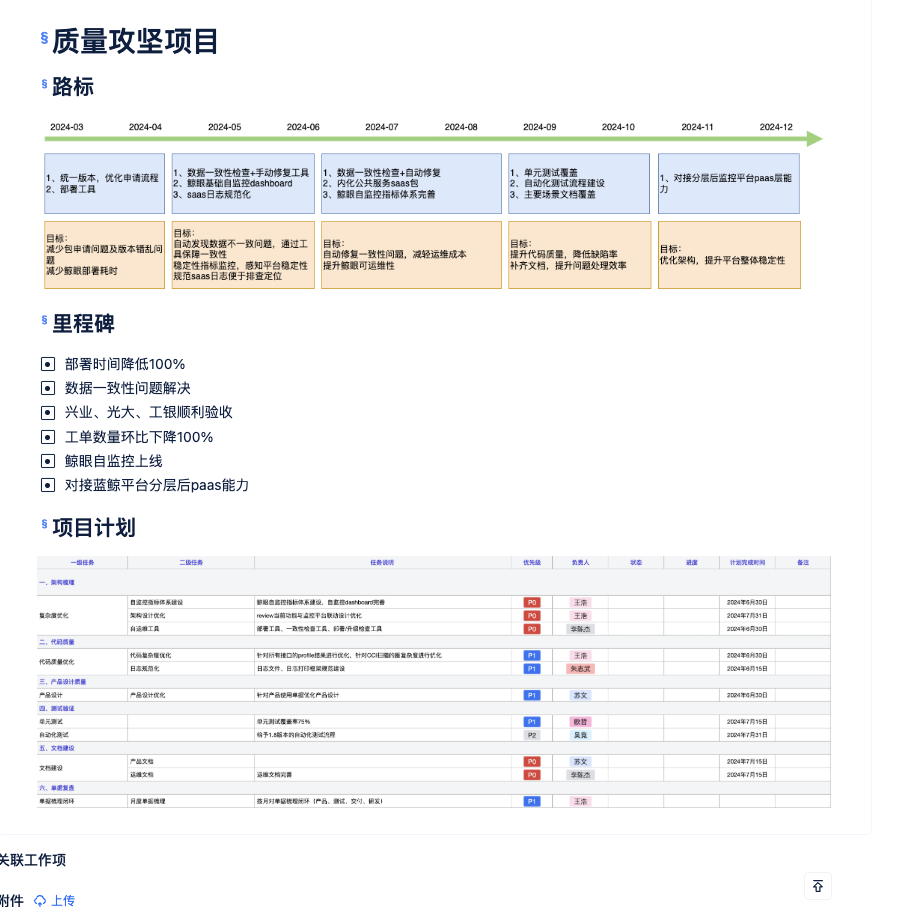 § 质量攻坚项目
§ 路标
2024-03 2024-04 2024-05 2024-06 2024-07 2024-08 2024-09 2024-10 2024-11 2024-12
1、统一版本，优化申请流程
2、部署工具
1、数据一致性检查+手动修复工具
2、鲸眼基础自监控dashboard
3、saas日志规范化
1、数据一致性检查+自动修复
2、内化公共服务saas包
3、鲸眼自监控指标体系完善
1、单元测试覆盖
2、自动化测试流程建设
3、主要场景文档覆盖
1、对接分层后监控平台paas层能
力
目标：
减少包申请问题及版本错乱问
题
减少鲸眼部署耗时
目标：
自动发现数据不一致问题，通过工
具保障一致性
稳定性指标监控，感知平台稳定性
规范saas日志便于排查定位
目标：
自动修复一致性问题，减轻运维成本
提升鲸眼可运维性
目标：
提升代码质量，降低缺陷率
补齐文档，提升问题处理效率
目标：
优化架构，提升平台整体稳定性
§ 里程碑
部署时间降低100%
数据一致性问题解决
兴业、光大、工银顺利验收
工单数量环比下降100%
鲸眼自监控上线
对接蓝鲸平台分层后paas能力
§ 项目计划
一级任务 二级任务 任务说明 优先级 负责人 状态 进度 计划完成时间 备注
一、架构梳理
复杂度优化
自监控指标体系建设 鲸眼自监控指标体系建设，自监控dashboard完善 P0 王浩 2024年6月30日
架构设计优化 review当前功能与监控平台联动设计优化 P0 王浩 2024年7月31日
自运维工具 部署工具、一致性检查工具、部署/升级检查工具 P0 李陈杰 2024年6月30日
二、代码质量
代码质量优化
代码复杂度优化 针对所有接口的profile结果进行优化、针对CCI扫描的圈复杂度进行优化 P1 王浩 2024年6月30日
日志规范化 日志文件、日志打印框架规范建设 P1 朱志武 2024年6月15日
三、产品设计质量
产品设计 产品设计优化 针对产品使用单据优化产品设计 P1 苏文 2024年6月30日
四、测试验证
单元测试 单元测试覆盖率75% P1 欧哲 2024年7月15日
自动化测试 给予1.8版本的自动化测试流程 P2 吴竟 2024年7月31日
五、文档建设
文档建设
产品文档 P0 苏文 2024年7月15日
运维文档 运维文档完善 P0 李陈杰 2024年7月15日
六、单据复盘
单据梳理闭环 月度单据梳理 按月对单据梳理闭环（产品、测试、交付、研发） P1 王浩
关联工作项
附件 上传